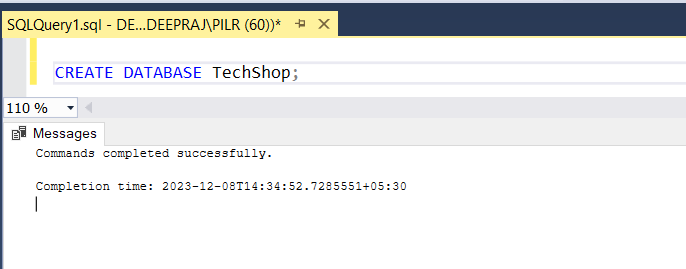 SQLQuery1.sql - DE...DEEPRAJ\PILR (60))*
CREATE DATABASE TechShop;
110 %
Messages
Commands completed successfully.
Completion time: 2023-12-08T14:34:52.7285551+05:30